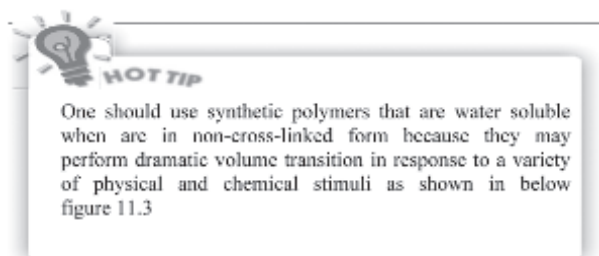 HOT TIP
One should use synthetic polymers that are water soluble
when are in non-cross-linked form because they may
perform dramatic volume transition in response to a variety
of physical and chemical stimuli as shown in below
figure 11.3